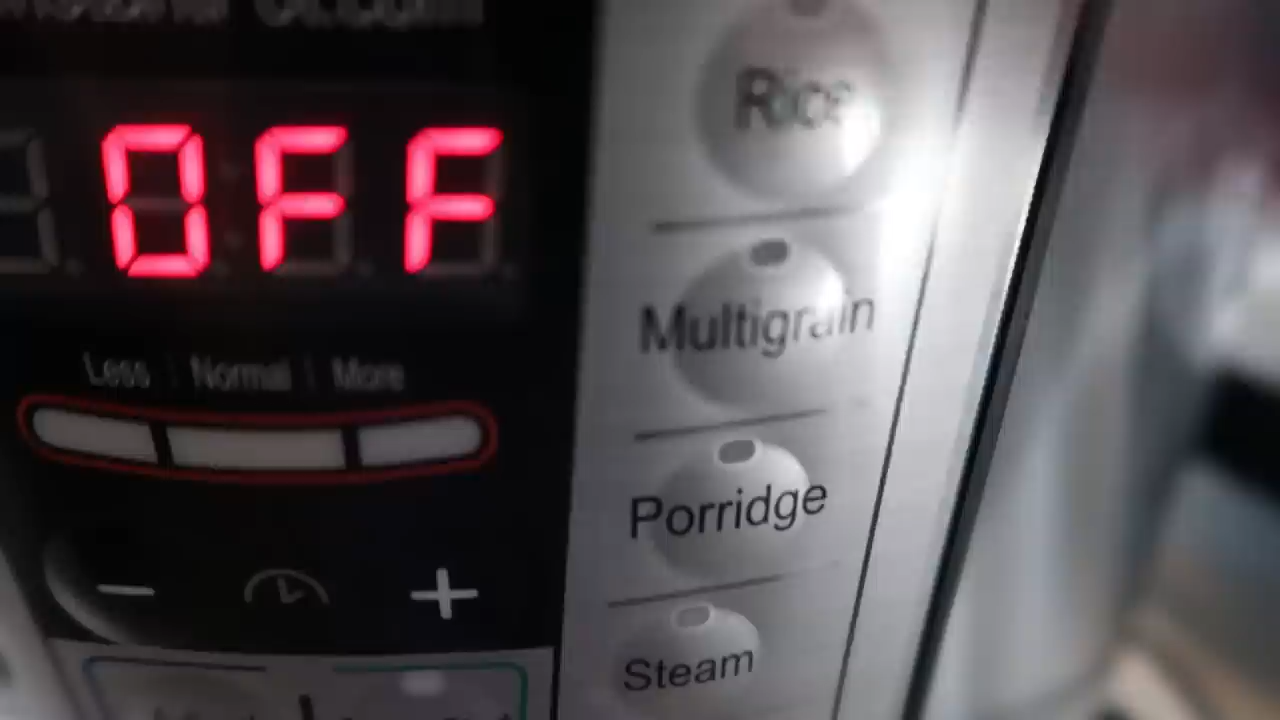 OFF
Less | Normal | More
− +
Rice
Multigrain
Porridge
Steam